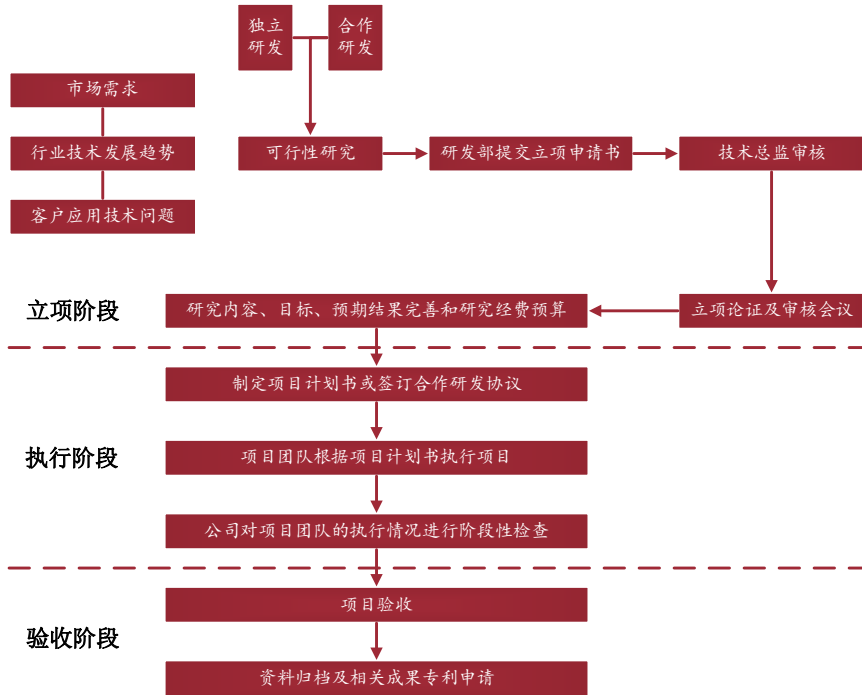 独立
研发
合作
研发
市场需求
行业技术发展趋势
客户应用技术问题
可行性研究
研发部提交立项申请书
技术总监审核
立项阶段
研究内容、目标、预期结果完善和研究经费预算
立项论证及审核会议
制定项目计划书或签订合作研发协议
执行阶段
项目团队根据项目计划书执行项目
公司对项目团队的执行情况进行阶段性检查
项目验收
验收阶段
资料归档及相关成果专利申请